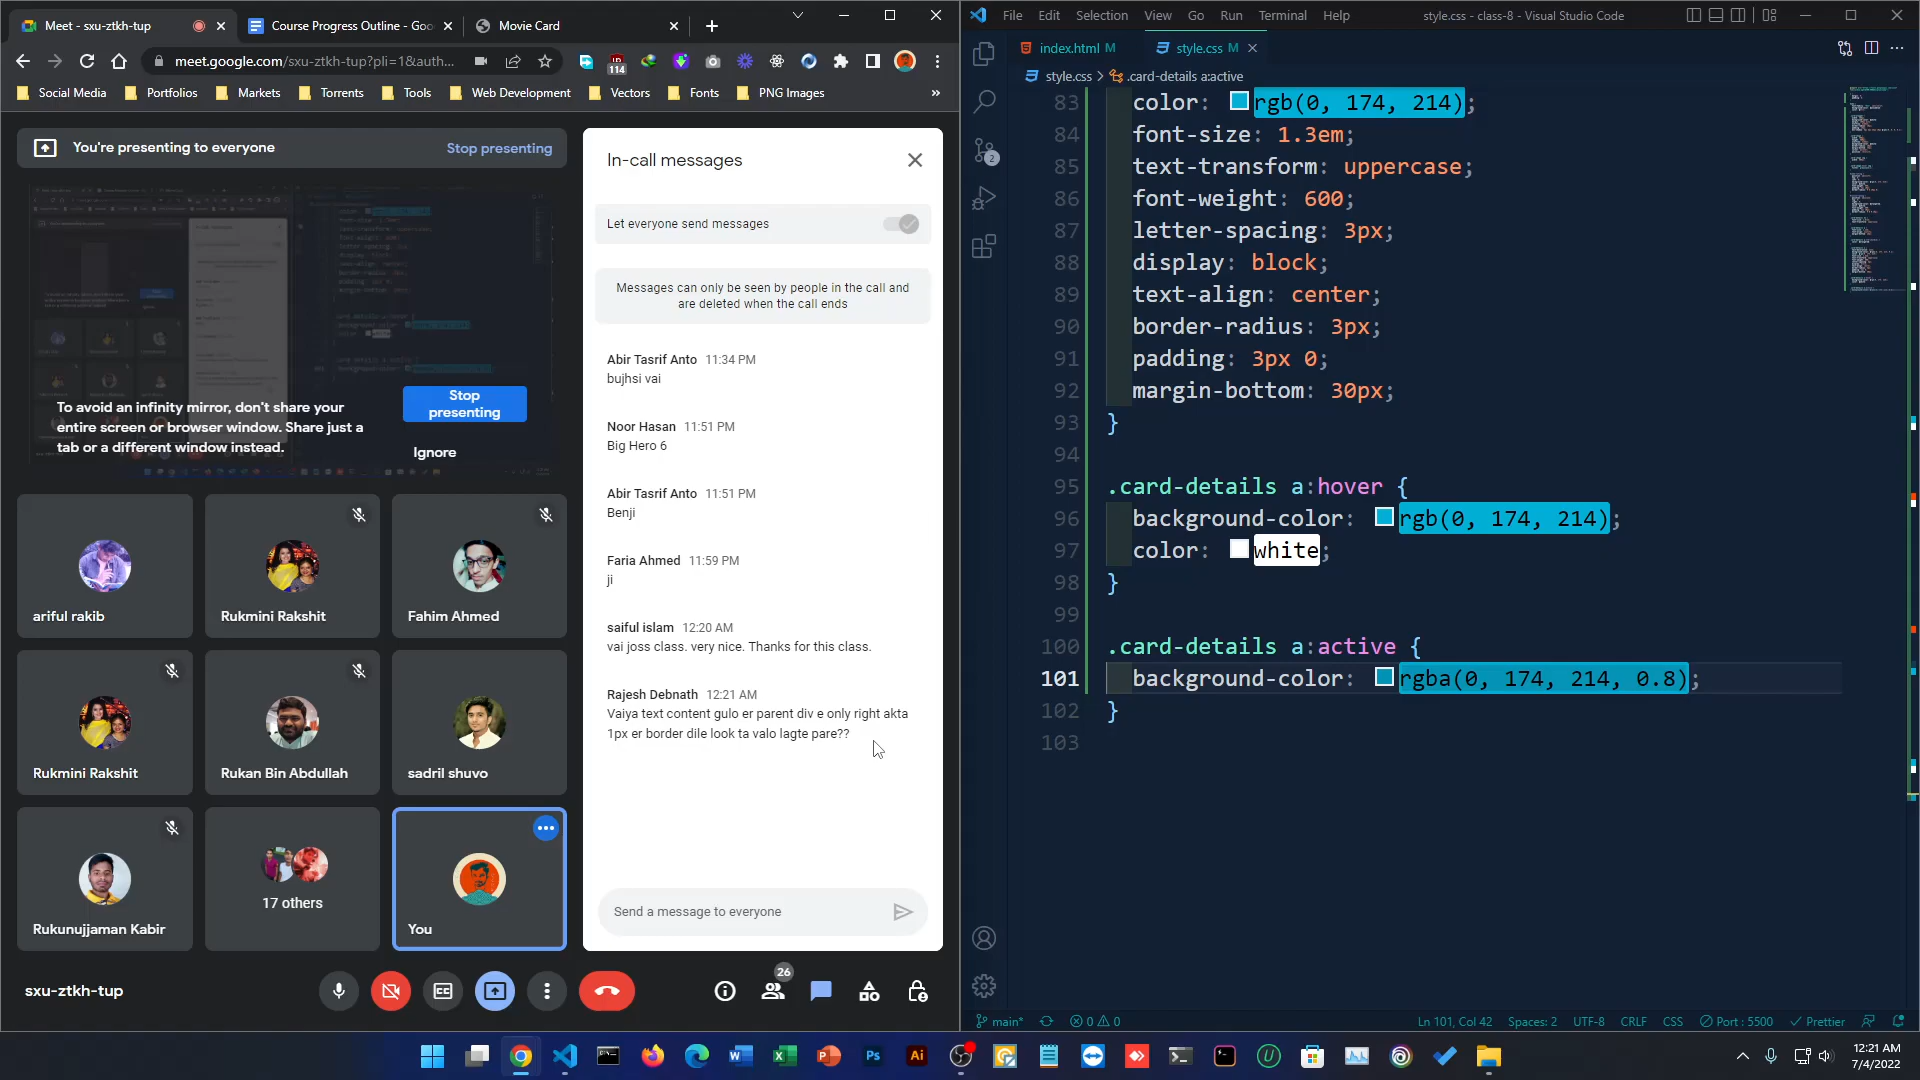 Meet - sxu-ztkh-tup
Course Progress Outline - Goo
Movie Card
meet.google.com/sxu-ztkh-tup?pli=1&auth...
114
Social Media
Portfolios
Markets
Torrents
Tools
Web Development
Vectors
Fonts
PNG Images
»
You're presenting to everyone
Stop presenting
To avoid an infinity mirror, don't share your
entire screen or browser window. Share just a
tab or a different window instead.
Stop
presenting
Ignore
ariful rakib
Rukmini Rakshit
Fahim Ahmed
Rukmini Rakshit
Rukan Bin Abdullah
sadril shuvo
Rukunujjaman Kabir
17 others
You
In-call messages
Let everyone send messages
Messages can only be seen by people in the call and
are deleted when the call ends
Abir Tasrif Anto 11:34 PM
bujhsi vai
Noor Hasan 11:51 PM
Big Hero 6
Abir Tasrif Anto 11:51 PM
Benji
Faria Ahmed 11:59 PM
ji
saiful islam 12:20 AM
vai joss class. very nice. Thanks for this class.
Rajesh Debnath 12:21 AM
Vaiya text content gulo er parent div e only right akta
1px er border dile look ta valo lagte pare??
Send a message to everyone
sxu-ztkh-tup
26
File Edit Selection View Go Run Terminal Help
style.css - class-8 - Visual Studio Code
index.html M
style.css M
style.css > .card-details a:active
2
83 color: rgb(0, 174, 214);
84 font-size: 1.3em;
85 text-transform: uppercase;
86 font-weight: 600;
87 letter-spacing: 3px;
88 display: block;
89 text-align: center;
90 border-radius: 3px;
91 padding: 3px 0;
92 margin-bottom: 30px;
93 }
94
95 .card-details a:hover {
96 background-color: rgb(0, 174, 214);
97 color: white;
98 }
99
100 .card-details a:active {
101 background-color: rgba(0, 174, 214, 0.8);
102 }
103
main*
0 0
Ln 101, Col 42
Spaces: 2
UTF-8
CRLF
CSS
Port : 5500
Prettier
Ps
Ai
12:21 AM
7/4/2022